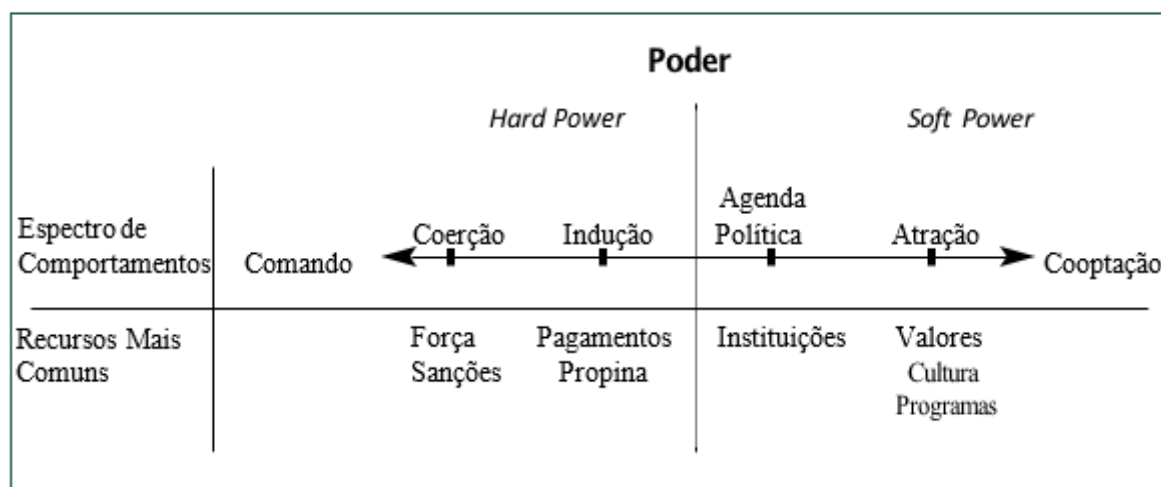 Poder
Hard Power
Soft Power
Espectro de
Comportamentos
Comando
Coerção
Indução
Agenda
Política
Atração
Cooptação
Recursos Mais
Comuns
Força
Sanções
Pagamentos
Propina
Instituições
Valores
Cultura
Programas